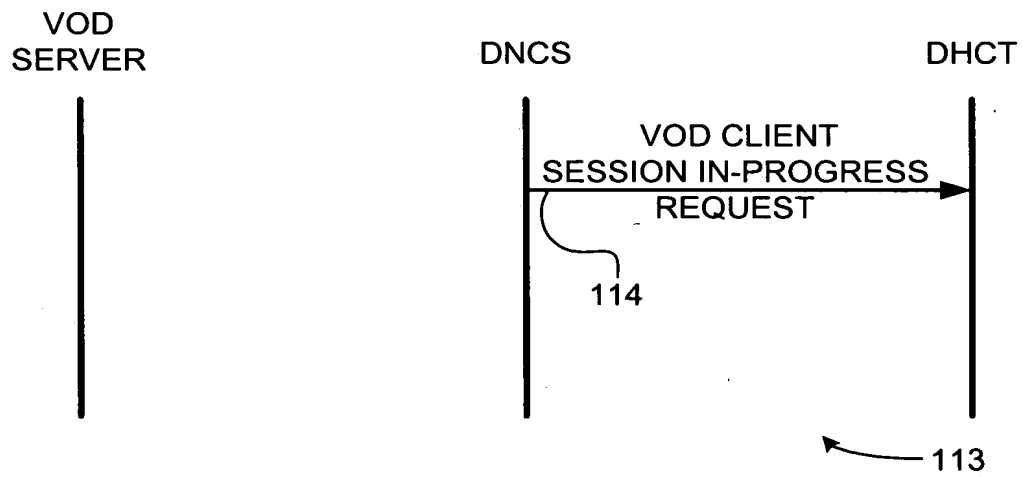 VOD
SERVER
DNCS
DHCT
VOD CLIENT
SESSION IN-PROGRESS
REQUEST
114
113